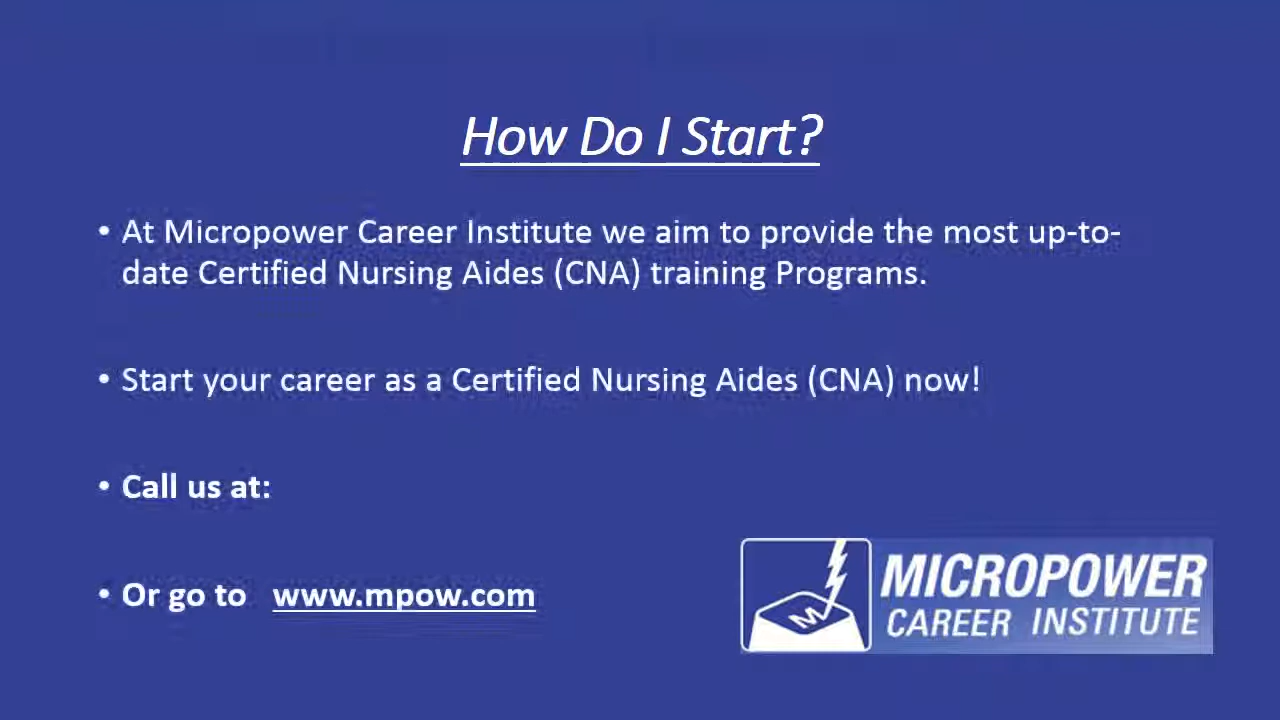 How Do I Start?
• At Micropower Career Institute we aim to provide the most up-to-
date Certified Nursing Aides (CNA) training Programs.
• Start your career as a Certified Nursing Aides (CNA) now!
• Call us at:
• Or go to www.mpow.com
M
MICROPOWER
CAREER INSTITUTE